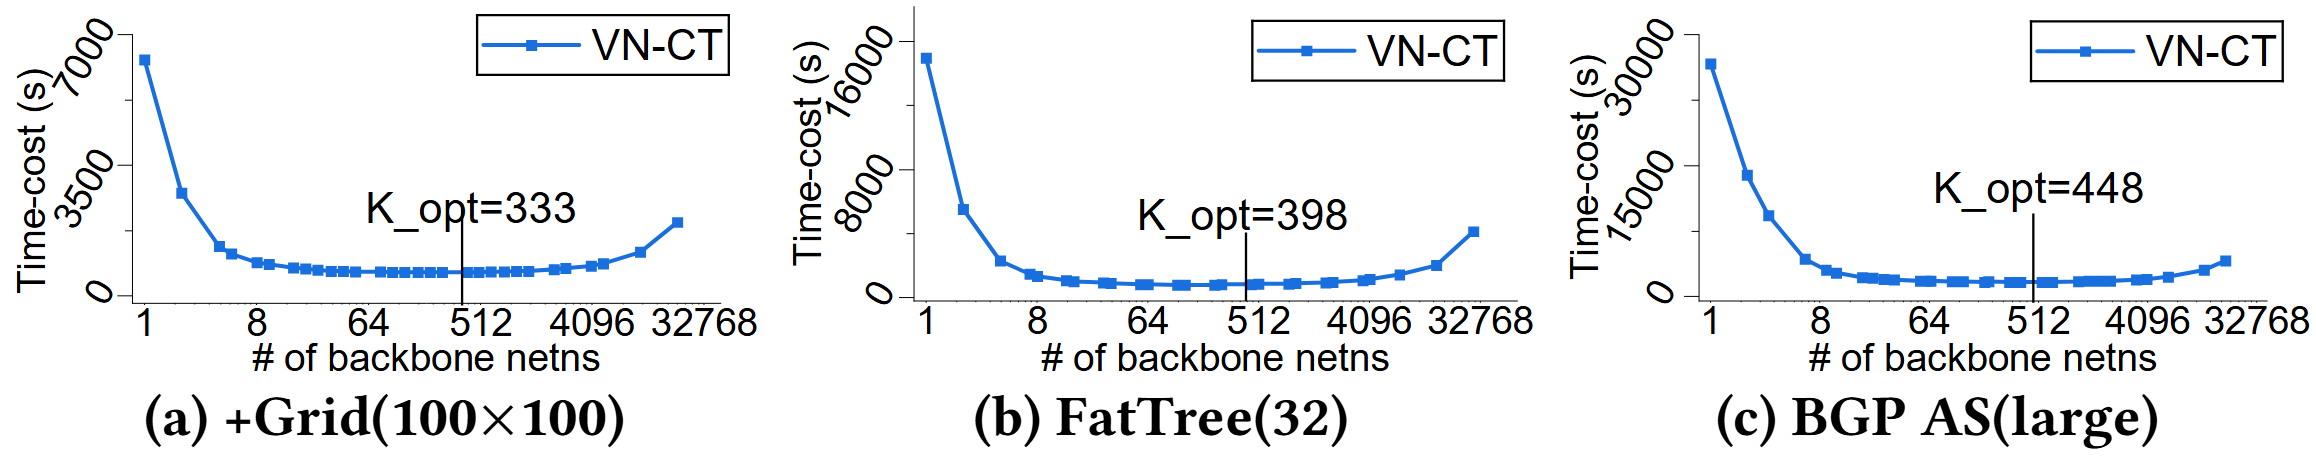 Time-cost (s)
7000
3500
0
VN-CT
K_opt=333
1 8 64 512 4096 32768
# of backbone netns
(a) +Grid(100×100)
Time-cost (s)
16000
8000
0
VN-CT
K_opt=398
1 8 64 512 4096 32768
# of backbone netns
(b) FatTree(32)
Time-cost (s)
30000
15000
0
VN-CT
K_opt=448
1 8 64 512 4096 32768
# of backbone netns
(c) BGP AS(large)